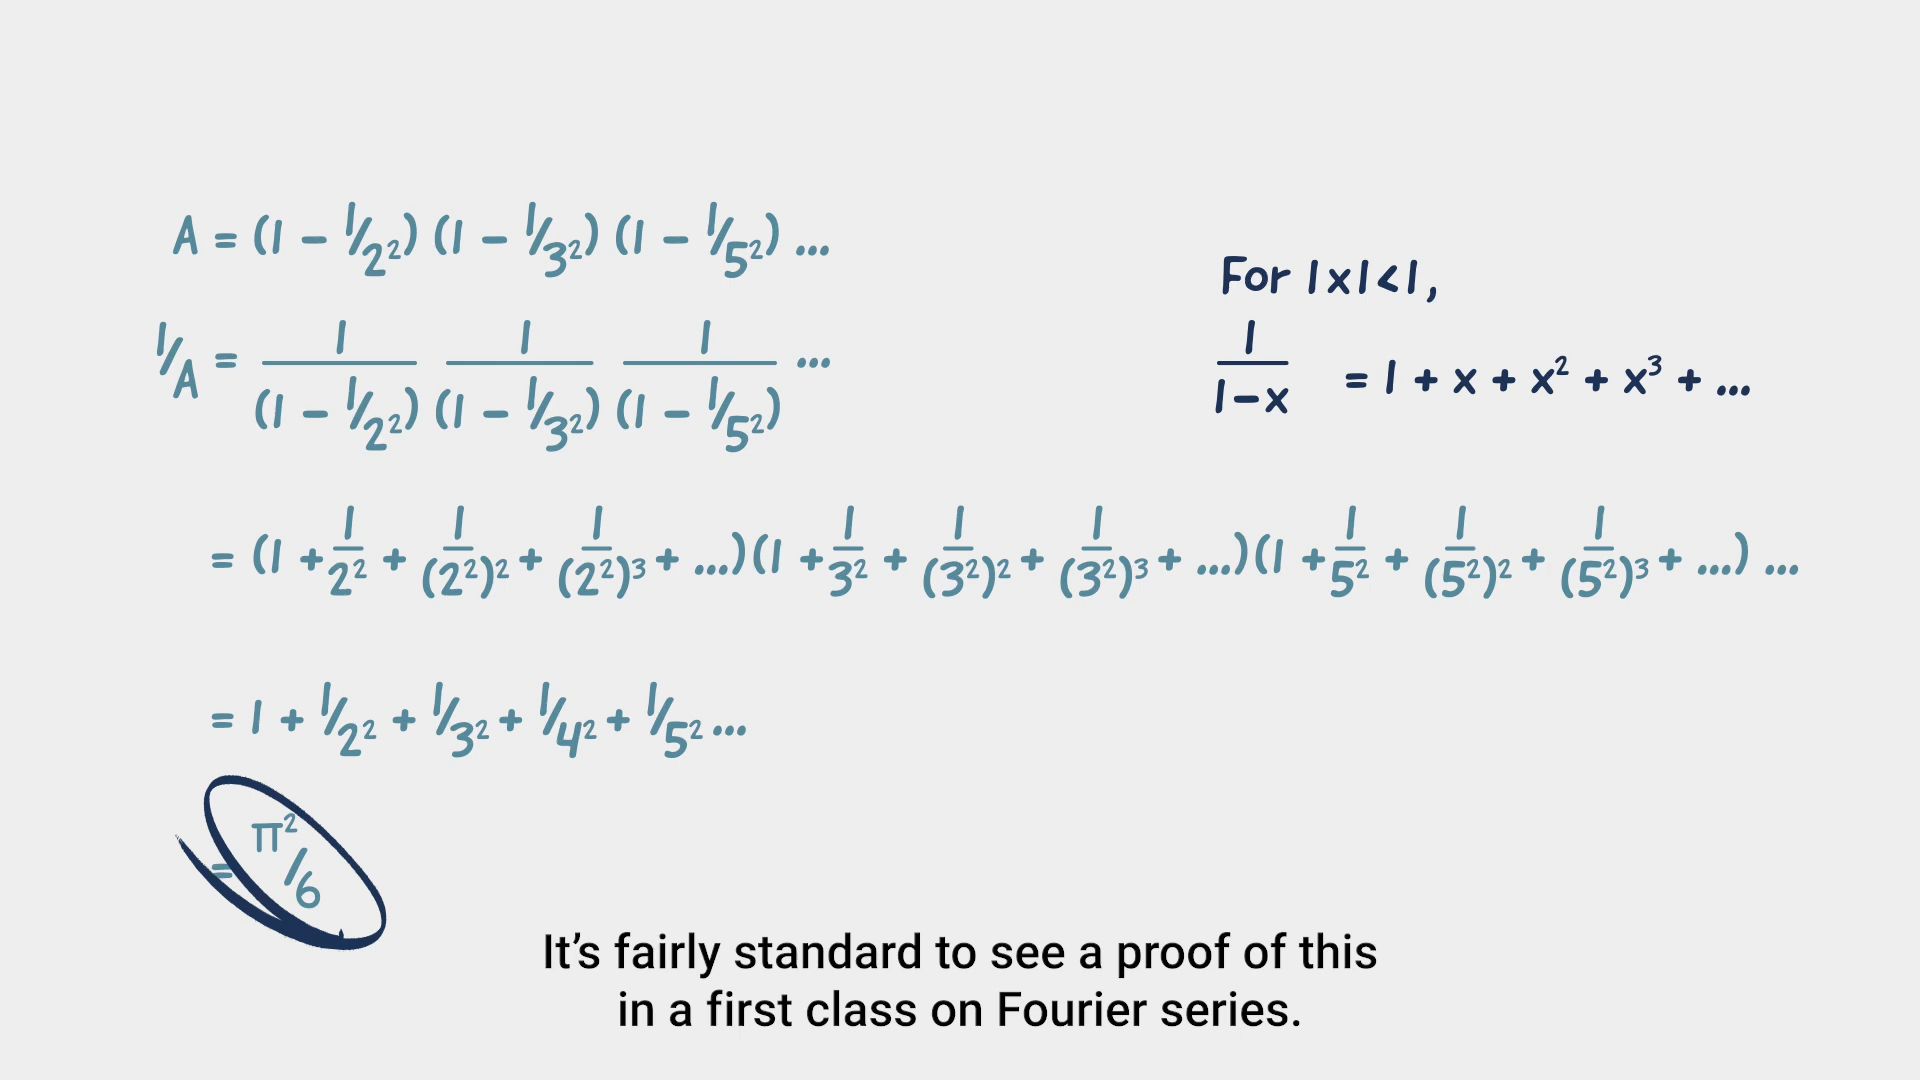 A = (1 - 1/2²) (1 - 1/3²) (1 - 1/5²) ...
For |x|<1,
1/A = 1/(1 - 1/2²) 1/(1 - 1/3²) 1/(1 - 1/5²) ...
1/(1-x) = 1 + x + x² + x³ + ...
= (1 + 1/2² + 1/(2²)² + 1/(2²)³ + ...)(1 + 1/3² + 1/(3²)² + 1/(3²)³ + ...)(1 + 1/5² + 1/(5²)² + 1/(5²)³ + ...) ...
= 1 + 1/2² + 1/3² + 1/4² + 1/5² ...
= π²/6
It's fairly standard to see a proof of this
in a first class on Fourier series.